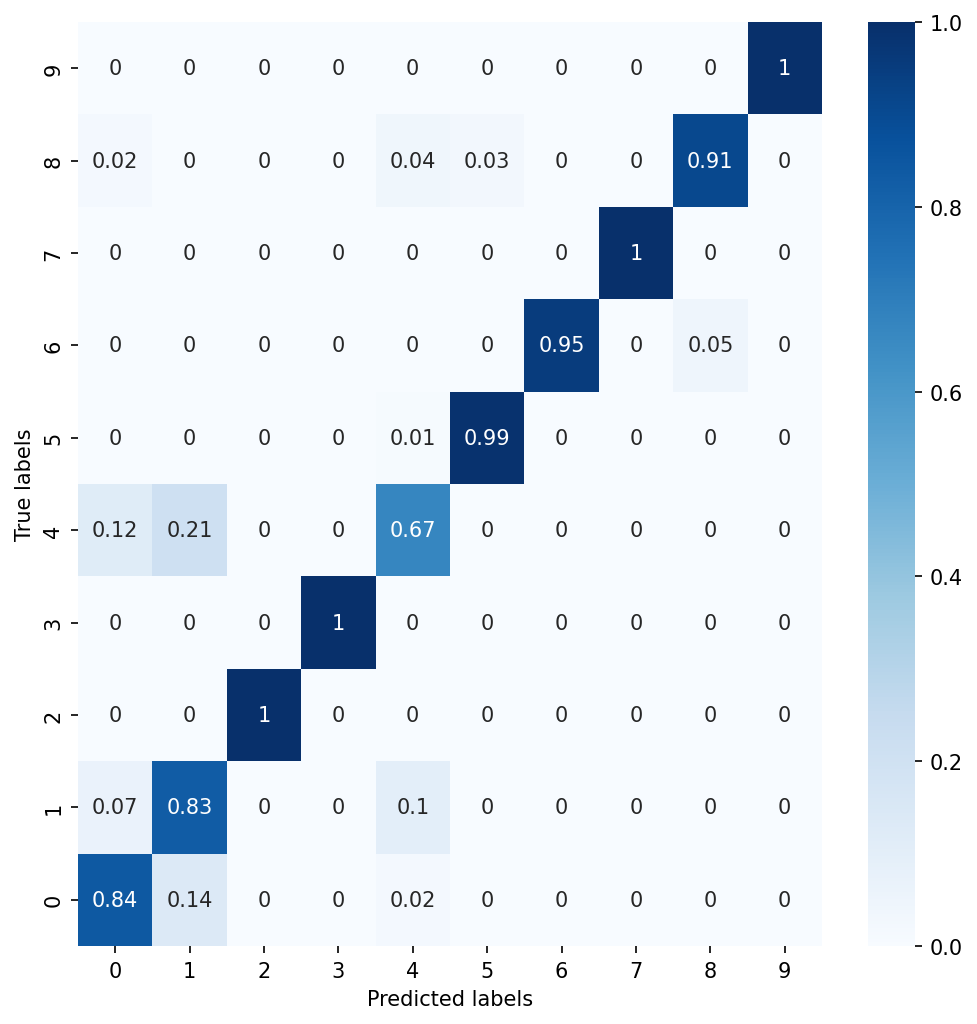 9 0 0 0 0 0 0 0 0 0 1
8 0.02 0 0 0 0.04 0.03 0 0 0.91 0
7 0 0 0 0 0 0 0 1 0 0
6 0 0 0 0 0 0 0.95 0 0.05 0
5 0 0 0 0 0.01 0.99 0 0 0 0
4 0.12 0.21 0 0 0.67 0 0 0 0 0
3 0 0 0 1 0 0 0 0 0 0
2 0 0 1 0 0 0 0 0 0 0
1 0.07 0.83 0 0 0.1 0 0 0 0 0
0 0.84 0.14 0 0 0.02 0 0 0 0 0
0 1 2 3 4 5 6 7 8 9
Predicted labels
True labels
1.0
0.8
0.6
0.4
0.2
0.0